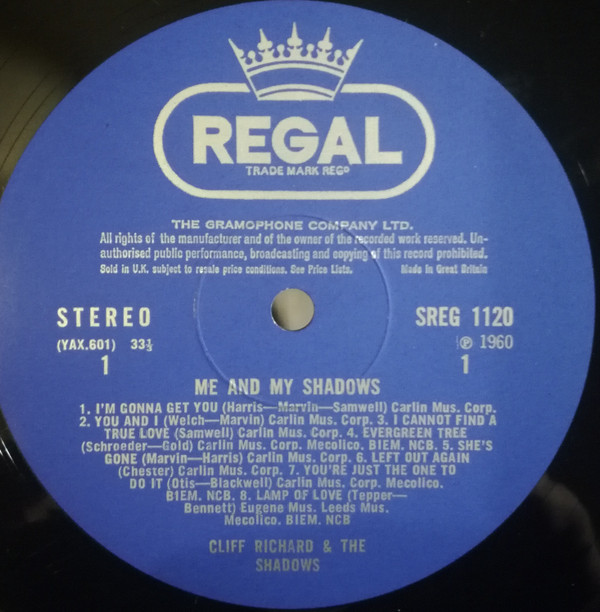 REGAL
TRADE MARK REGD
THE GRAMOPHONE COMPANY LTD.
All rights of the manufacturer and of the owner of the recorded work reserved. Un-
authorised public performance, broadcasting and copying of this record prohibited.
Sold in U.K. subject to resale price conditions. See Price Lists. Made in Great Britain
STEREO SREG 1120
(YAX.601) 33⅓ ℗ 1960
1 1
ME AND MY SHADOWS
1. I'M GONNA GET YOU (Harris—Marvin—Samwell) Carlin Mus. Corp.
2. YOU AND I (Welch—Marvin) Carlin Mus. Corp. 3. I CANNOT FIND A
TRUE LOVE (Samwell) Carlin Mus. Corp. 4. EVERGREEN TREE
(Schroeder—Gold) Carlin Mus. Corp. Mecolico. BIEM. NCB. 5. SHE'S
GONE (Marvin—Harris) Carlin Mus. Corp. 6. LEFT OUT AGAIN
(Chester) Carlin Mus. Corp. 7. YOU'RE JUST THE ONE TO
DO IT (Otis—Blackwell) Carlin Mus. Corp. Mecolico.
BIEM. NCB. 8. LAMP OF LOVE (Tepper—
Bennett) Eugene Mus. Leeds Mus.
Mecolico. BIEM. NCB
CLIFF RICHARD & THE
SHADOWS